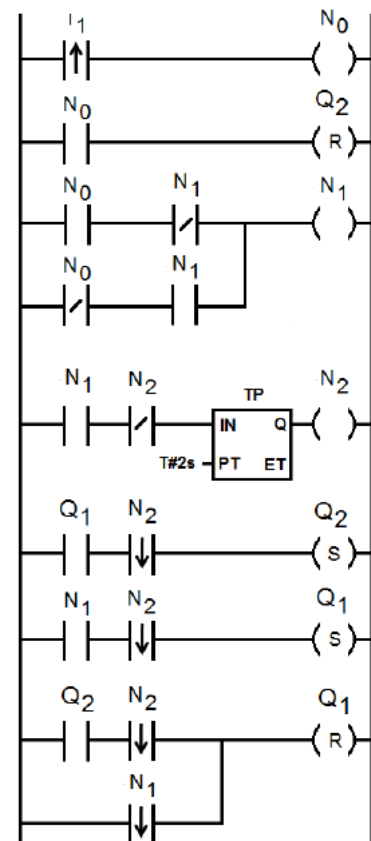 I1 N0
N0 Q2
R
N0 N1 N1
N0 N1
N1 N2 TP N2
IN Q
T#2s PT ET
Q1 N2 Q2
S
N1 N2 Q1
S
Q2 N2 Q1
R
N1